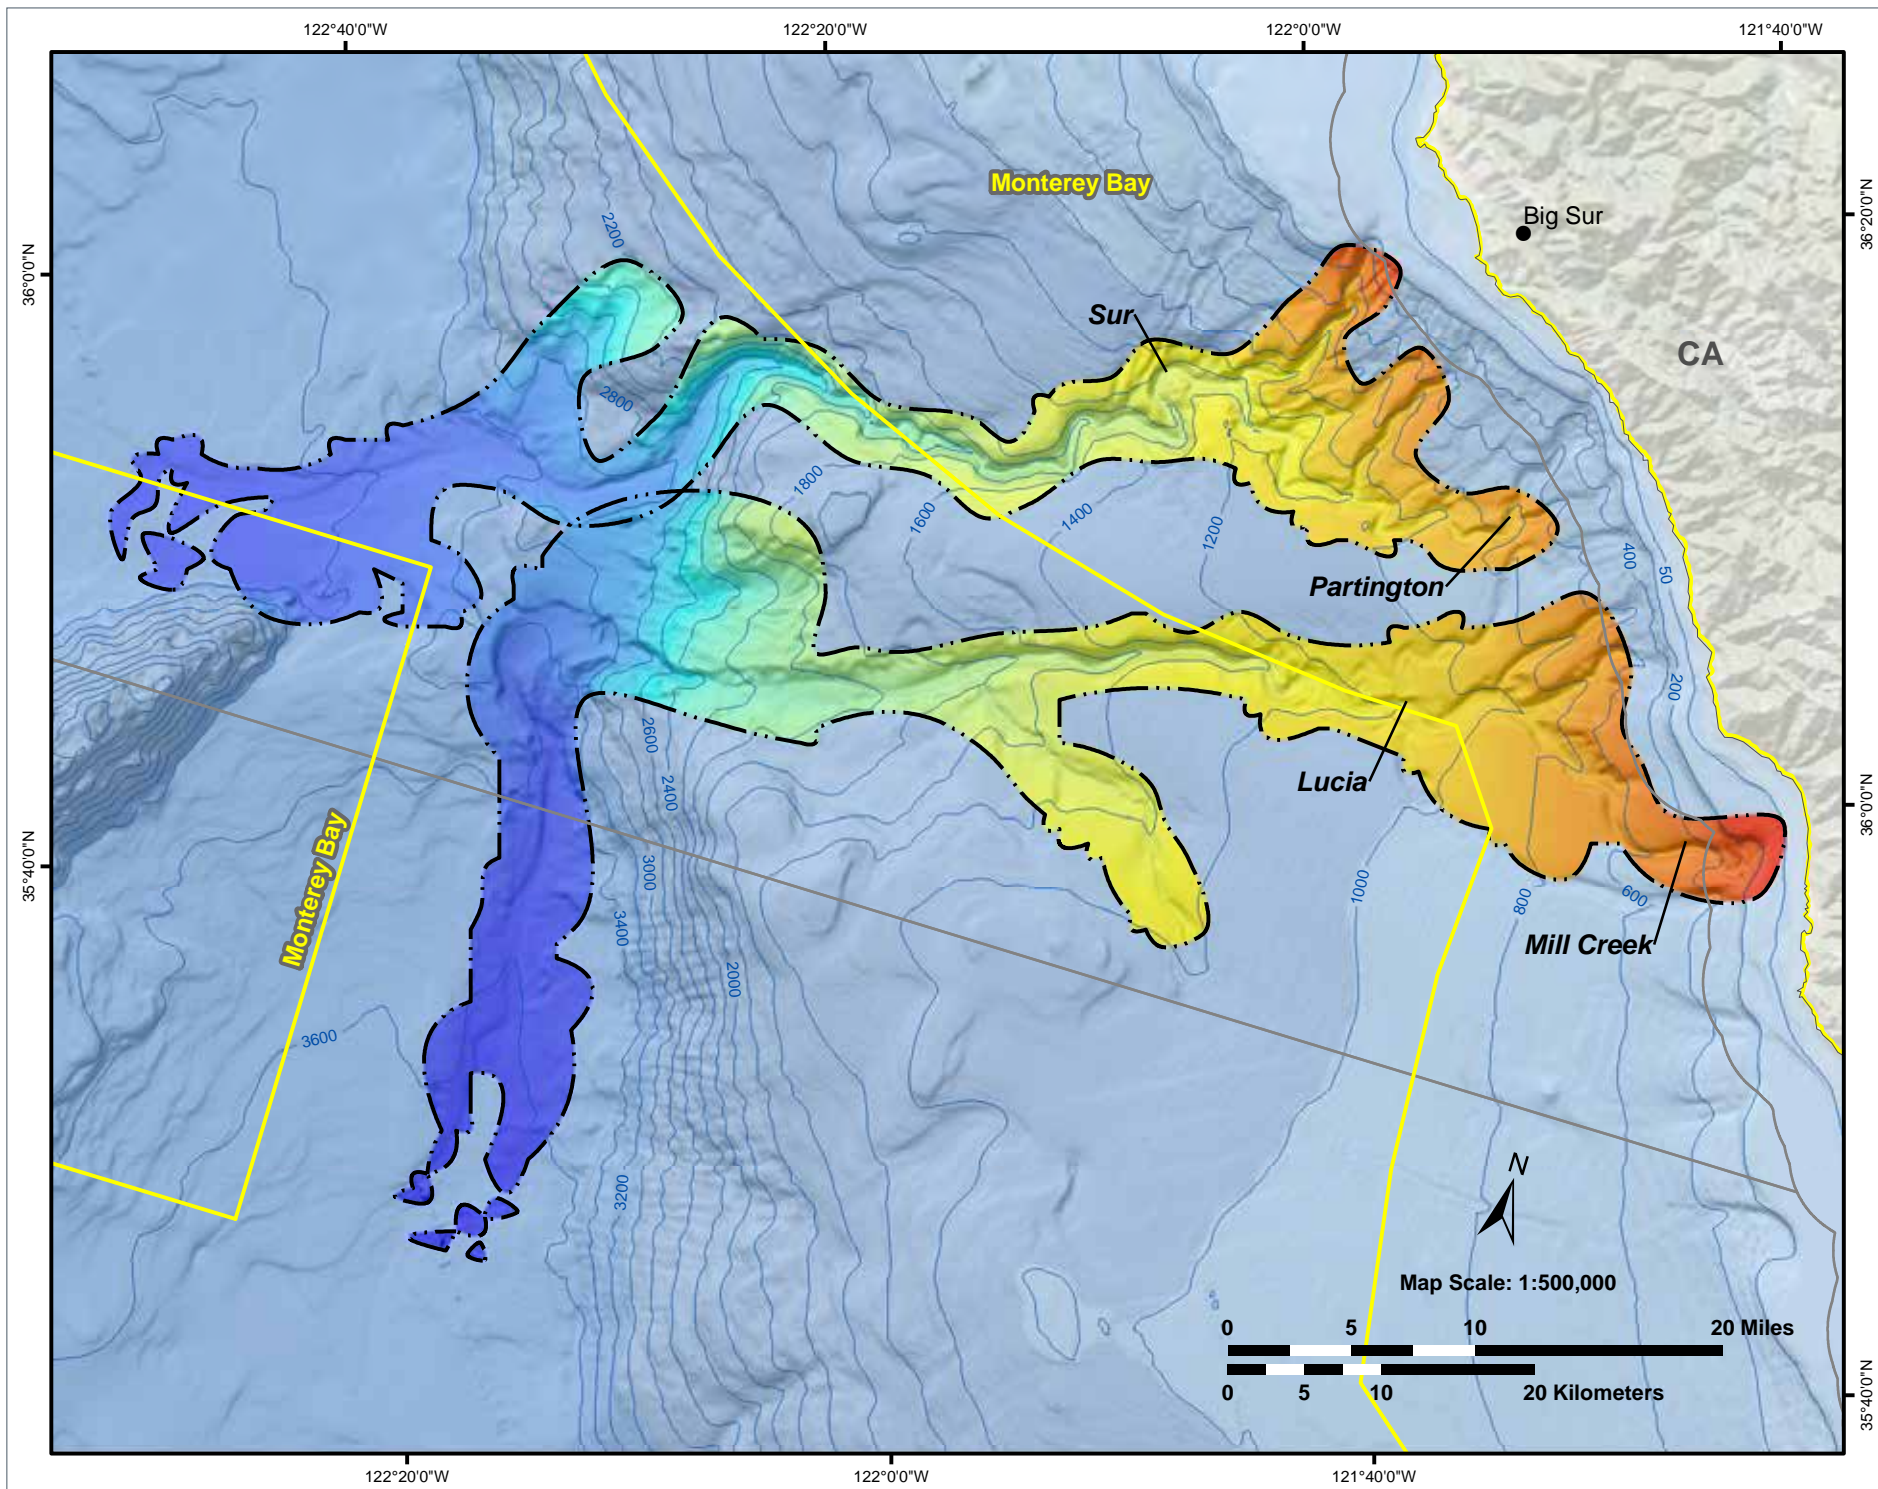 122°40'0"W
122°20'0"W
122°0'0"W
121°40'0"W
36°20'0"N
36°0'0"N
Monterey Bay
Big Sur
2200
CA
Sur
2800
1800
1600
1400
1200
400
50
Partington
200
2600
2400
Lucia
36°0'0"N
35°40'0"N
Monterey Bay
3000
3400
2000
1000
800
600
Mill Creek
3600
3200
N
Map Scale: 1:500,000
0 5 10 20 Miles
0 5 10 20 Kilometers
35°40'0"N
122°20'0"W
122°0'0"W
121°40'0"W